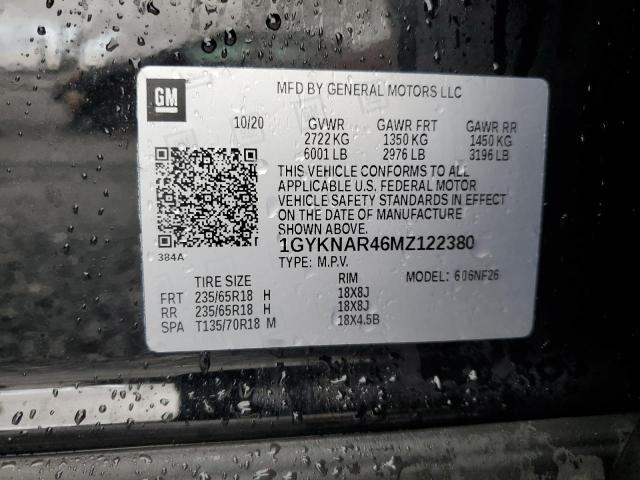 GM
MFD BY GENERAL MOTORS LLC
10/20 GVWR GAWR FRT GAWR RR
2722 KG 1350 KG 1450 KG
6001 LB 2976 LB 3196 LB
THIS VEHICLE CONFORMS TO ALL
APPLICABLE U.S. FEDERAL MOTOR
VEHICLE SAFETY STANDARDS IN EFFECT
ON THE DATE OF MANUFACTURE
SHOWN ABOVE.
384A
1GYKNAR46MZ122380
TYPE: M.P.V.
TIRE SIZE RIM MODEL: 606NF26
FRT 235/65R18 H 18X8J
RR 235/65R18 H 18X8J
SPA T135/70R18 M 18X4.5B